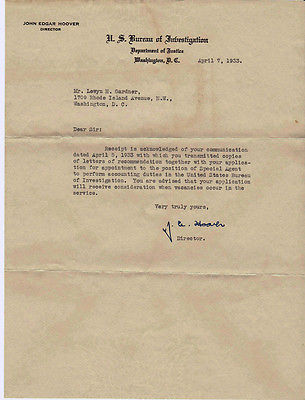 JOHN EDGAR HOOVER
DIRECTOR
U. S. Bureau of Investigation
Department of Justice
Washington, D. C.
April 7, 1933.
Mr. Lewyn M. Gardner,
1700 Rhode Island Avenue, N.W.,
Washington, D. C.
Dear Sir:
Receipt is acknowledged of your communication
dated April 5, 1933 with which you transmitted copies
of letters of recommendation together with your application
for appointment to the position of Special Agent
to perform accounting duties in the United States Bureau
of Investigation. You are advised that your application
will receive consideration when vacancies occur in the
service.
Very truly yours,
J. E. Hoover
Director.